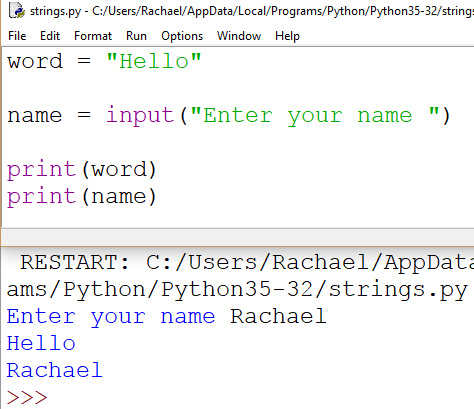 strings.py - C:/Users/Rachael/AppData/Local/Programs/Python/Python35-32/strings
File Edit Format Run Options Window Help
word = "Hello"
name = input("Enter your name ")
print(word)
print(name)
RESTART: C:/Users/Rachael/AppData
ams/Python/Python35-32/strings.py
Enter your name Rachael
Hello
Rachael
>>>